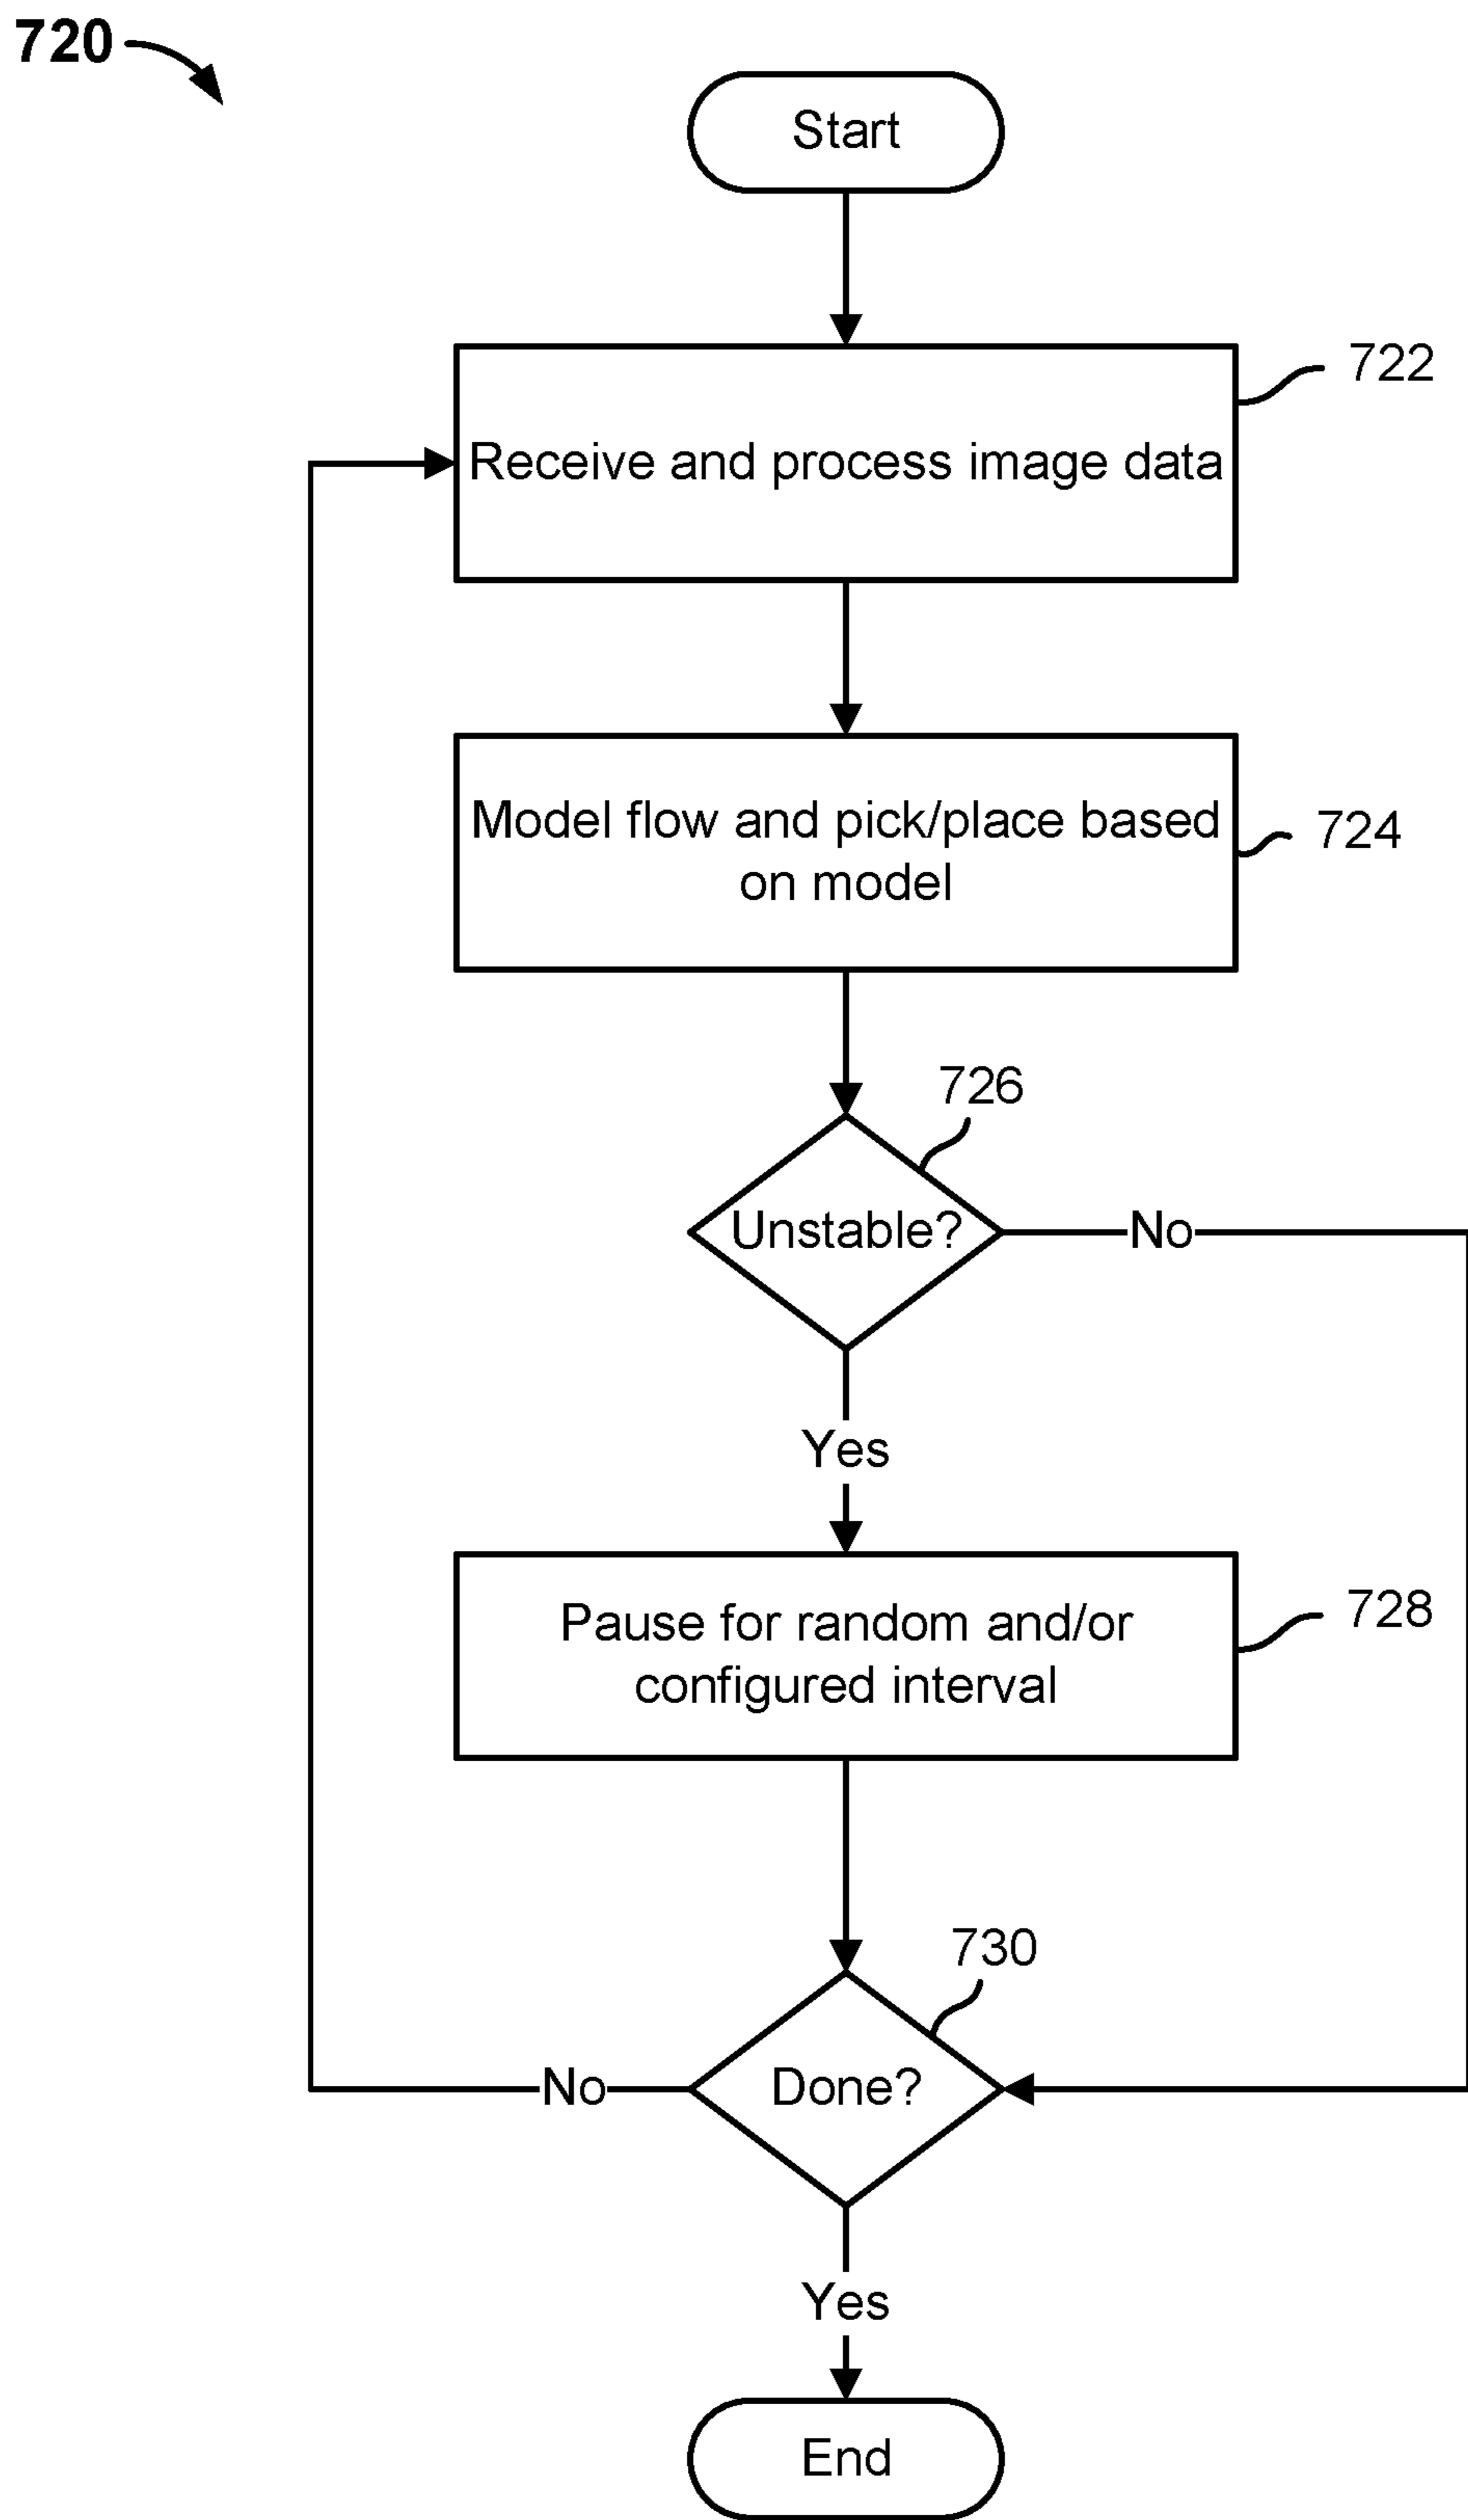 720
Start
722
Receive and process image data
Model flow and pick/place based
on model
724
726
Unstable?
No
Yes
Pause for random and/or
configured interval
728
730
Done?
No
Yes
End